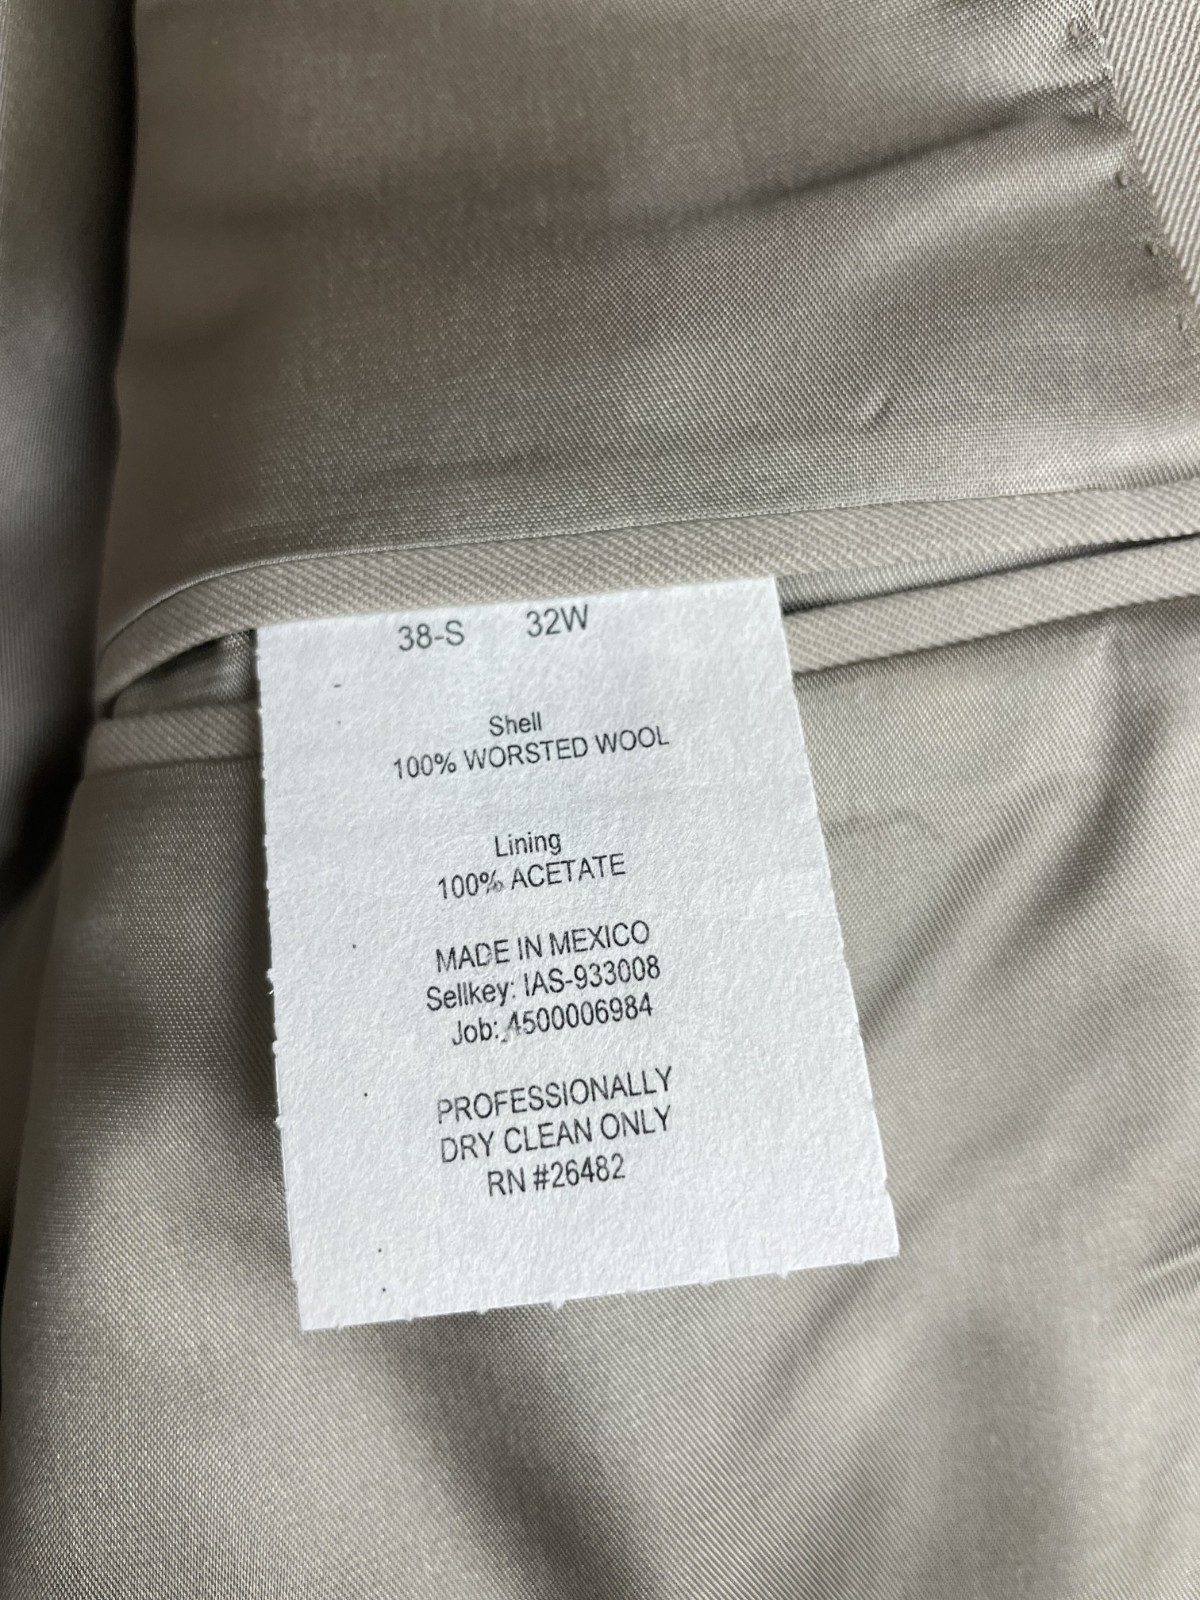 38-S 32W
Shell
100% WORSTED WOOL
Lining
100% ACETATE
MADE IN MEXICO
Sellkey: IAS-933008
Job: 4500006984
PROFESSIONALLY
DRY CLEAN ONLY
RN #26482